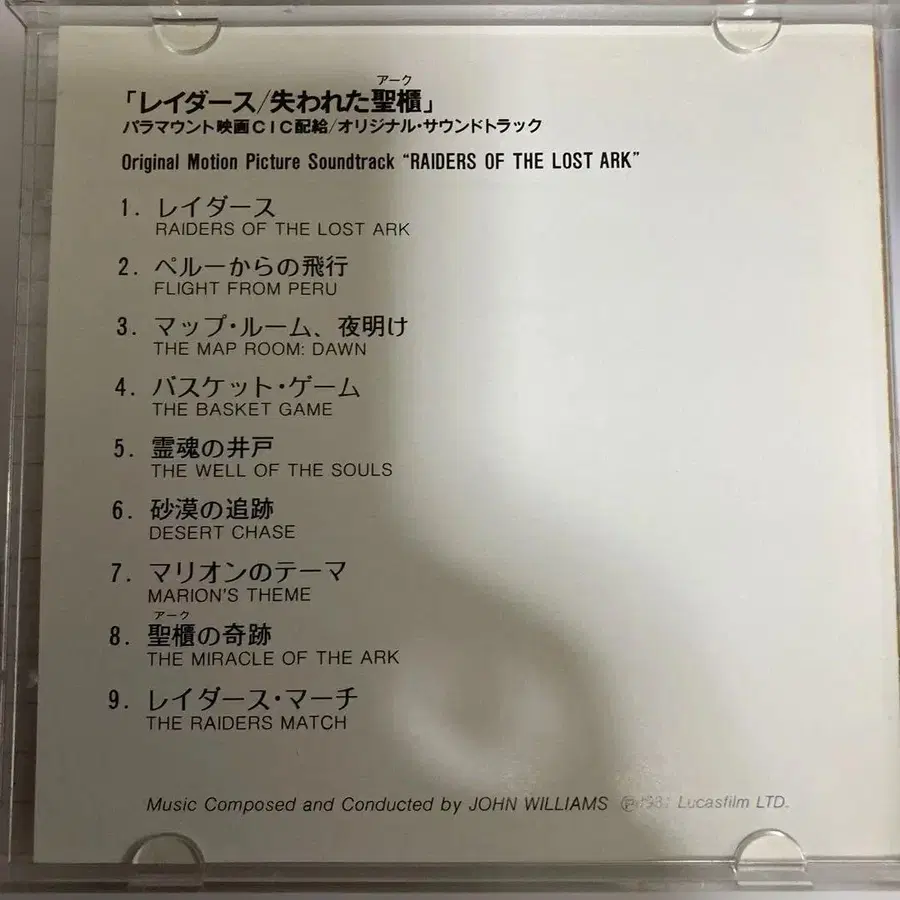 アーク
「レイダース/失われた聖櫃」
パラマウント映画CIC配給/オリジナル・サウンドトラック
Original Motion Picture Soundtrack “RAIDERS OF THE LOST ARK”
1. レイダース
RAIDERS OF THE LOST ARK
2. ペルーからの飛行
FLIGHT FROM PERU
3. マップ・ルーム、夜明け
THE MAP ROOM: DAWN
4. バスケット・ゲーム
THE BASKET GAME
5. 霊魂の井戸
THE WELL OF THE SOULS
6. 砂漠の追跡
DESERT CHASE
7. マリオンのテーマ
MARION'S THEME
アーク
8. 聖櫃の奇跡
THE MIRACLE OF THE ARK
9. レイダース・マーチ
THE RAIDERS MATCH
Music Composed and Conducted by JOHN WILLIAMS Ⓟ1981 Lucasfilm LTD.